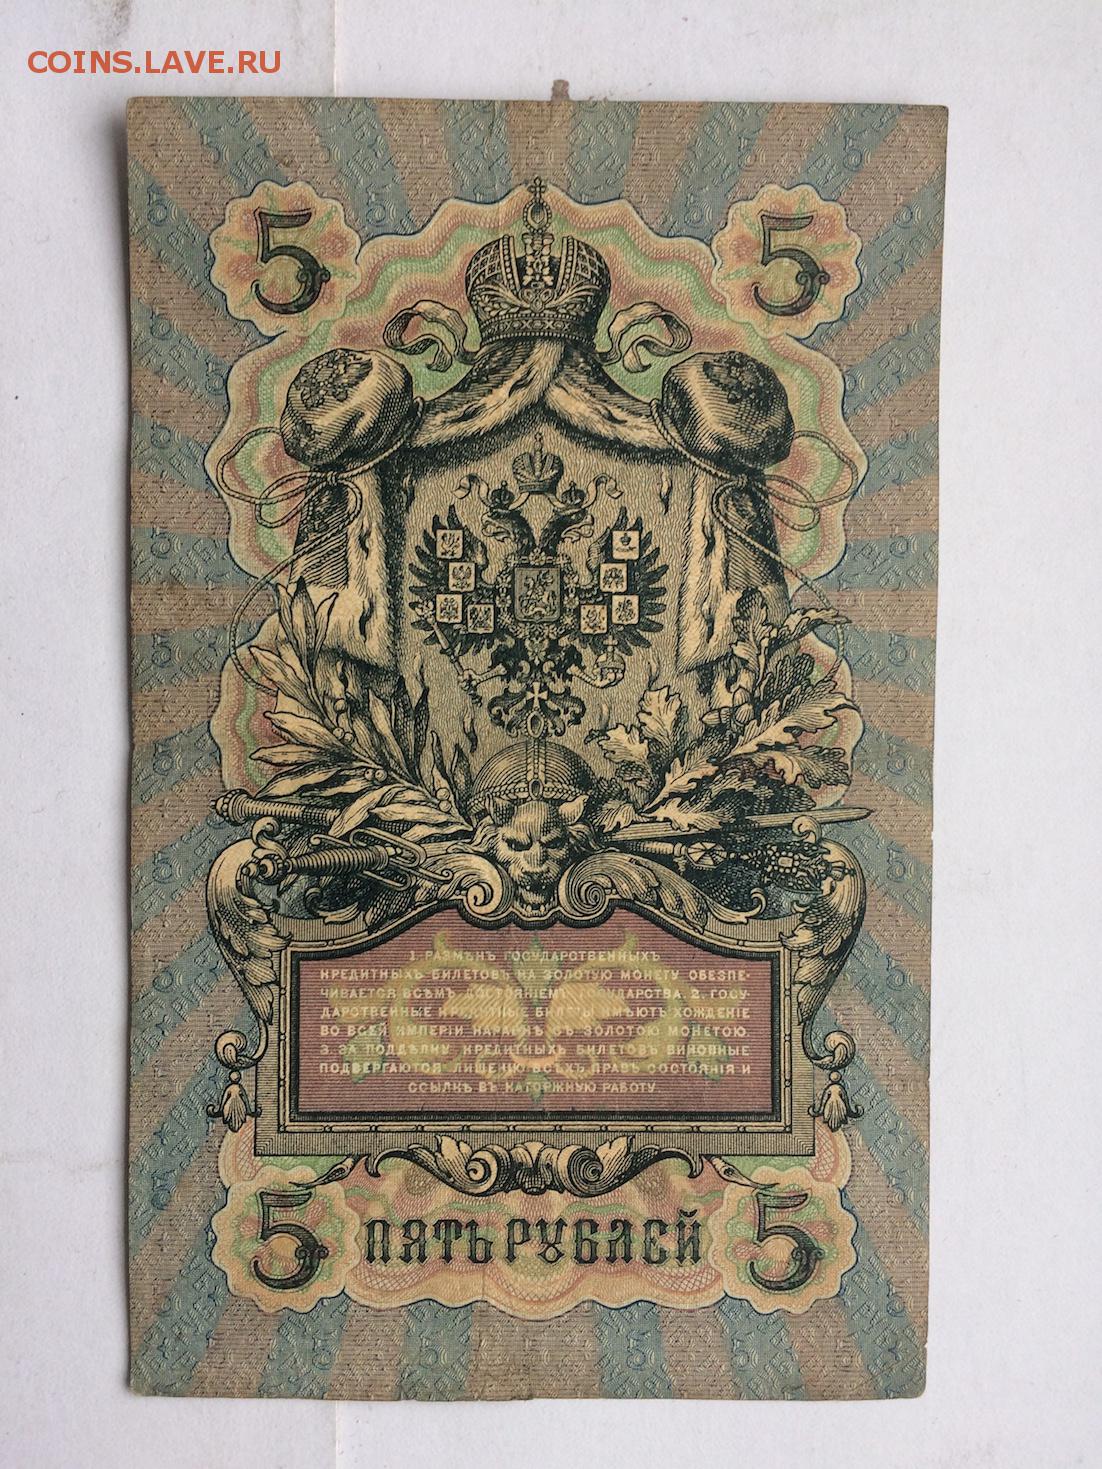 COINS.LAVE.RU
5 5
1. РАЗМѢНЪ ГОСУДАРСТВЕННЫХЪ
КРЕДИТНЫХЪ БИЛЕТОВЪ НА ЗОЛОТУЮ МОНЕТУ ОБЕЗПЕ-
ЧИВАЕТСЯ ВСѢМЪ ДОСТОЯНІЕМЪ ГОСУДАРСТВА. 2. ГОСУ-
ДАРСТВЕННЫЕ КРЕДИТНЫЕ БИЛЕТЫ ИМѢЮТЪ ХОЖДЕНІЕ
ВО ВСЕЙ ИМПЕРІИ НАРАВНѢ СЪ ЗОЛОТОЮ МОНЕТОЮ.
3. ЗА ПОДДѢЛКУ КРЕДИТНЫХЪ БИЛЕТОВЪ ВИНОВНЫЕ
ПОДВЕРГАЮТСЯ ЛИШЕНІЮ ВСѢХЪ ПРАВЪ СОСТОЯНІЯ И
ССЫЛКѢ ВЪ КАТОРЖНУЮ РАБОТУ.
5 ПЯТЬ РУБЛЕЙ 5